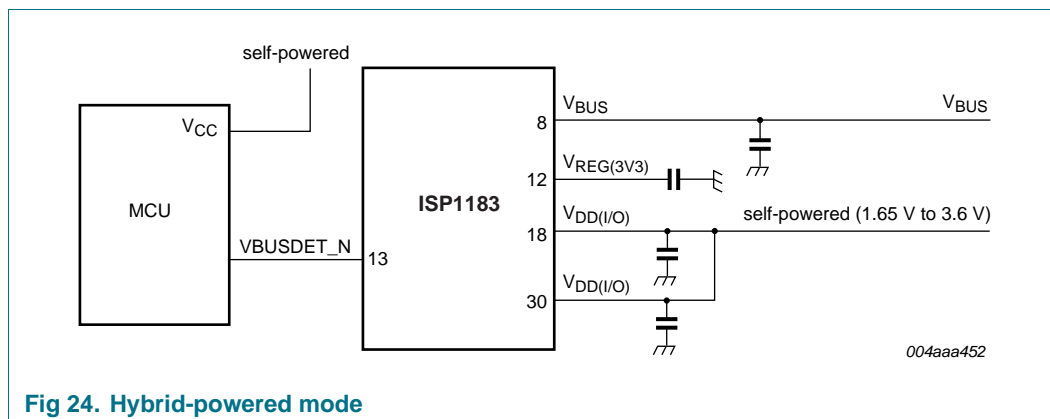 self-powered
VCC
MCU
VBUSDET_N
13
ISP1183
8
VBUS
VBUS
12
VREG(3V3)
18
VDD(I/O)
self-powered (1.65 V to 3.6 V)
30
VDD(I/O)
004aaa452
Fig 24. Hybrid-powered mode